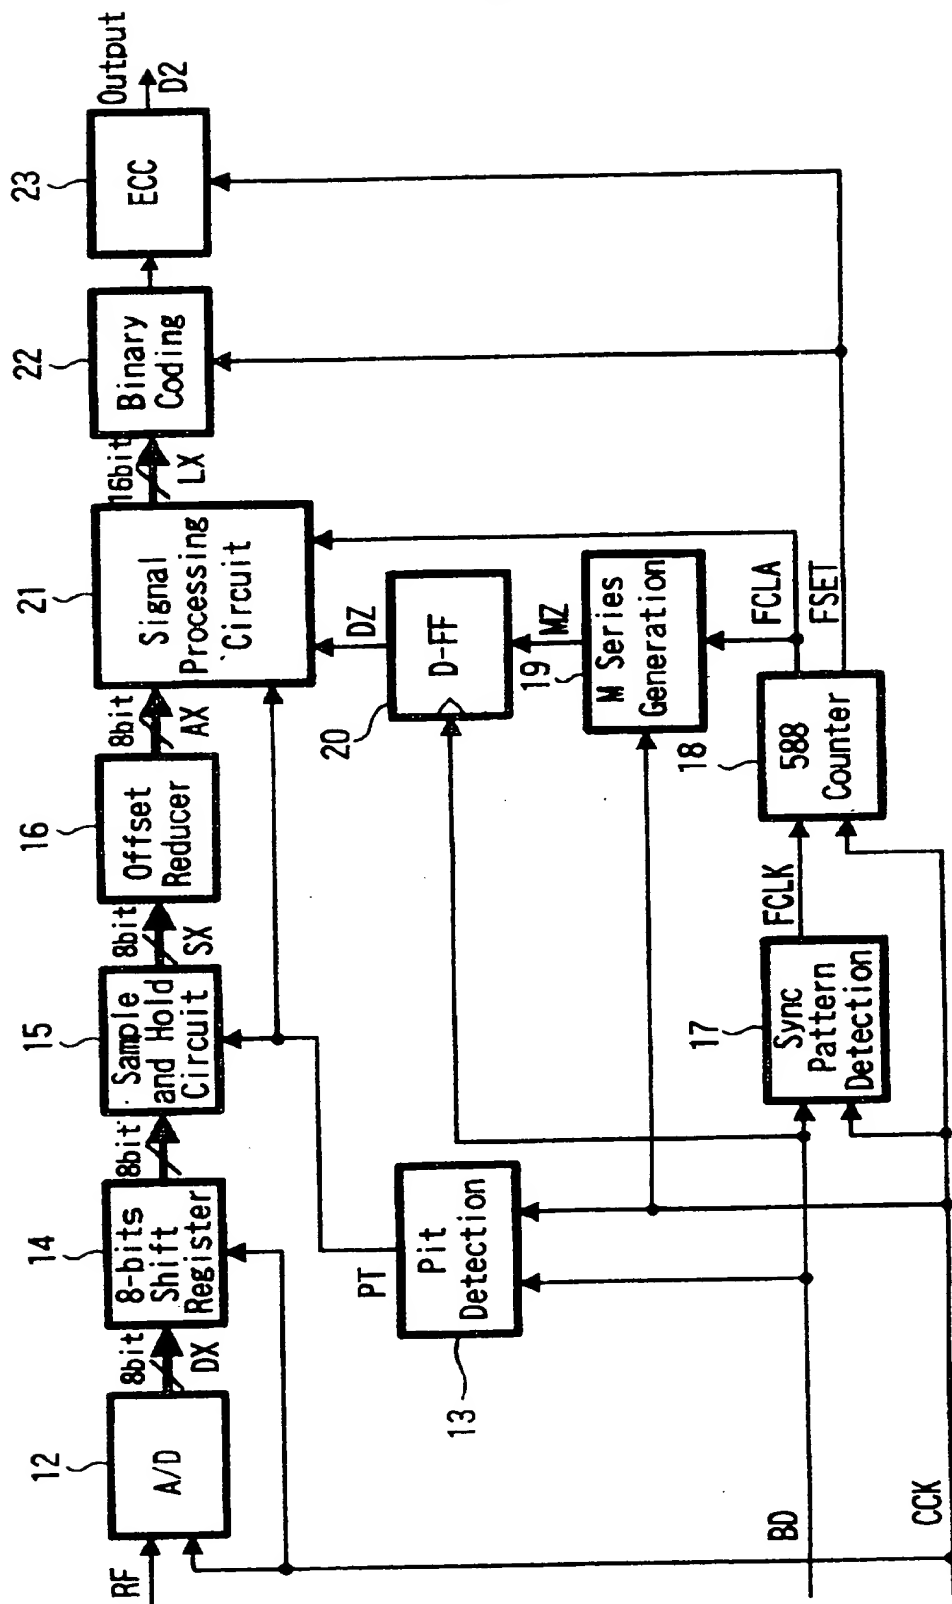 RF
12
A/D
8bit
DX
14
8-bits
Shift
Register
8bit
15
Sample
and Hold
Circuit
8bit
SX
16
Offset
Reducer
8bit
AX
21
Signal
Processing
Circuit
16bit
LX
22
Binary
Coding
23
ECC
Output
D2
13
Pit
Detection
PT
20
D-FF
DZ
MZ
19
M Series
Generation
17
Sync
Pattern
Detection
FCLK
18
588
Counter
FCLA
FSET
BD
CCK